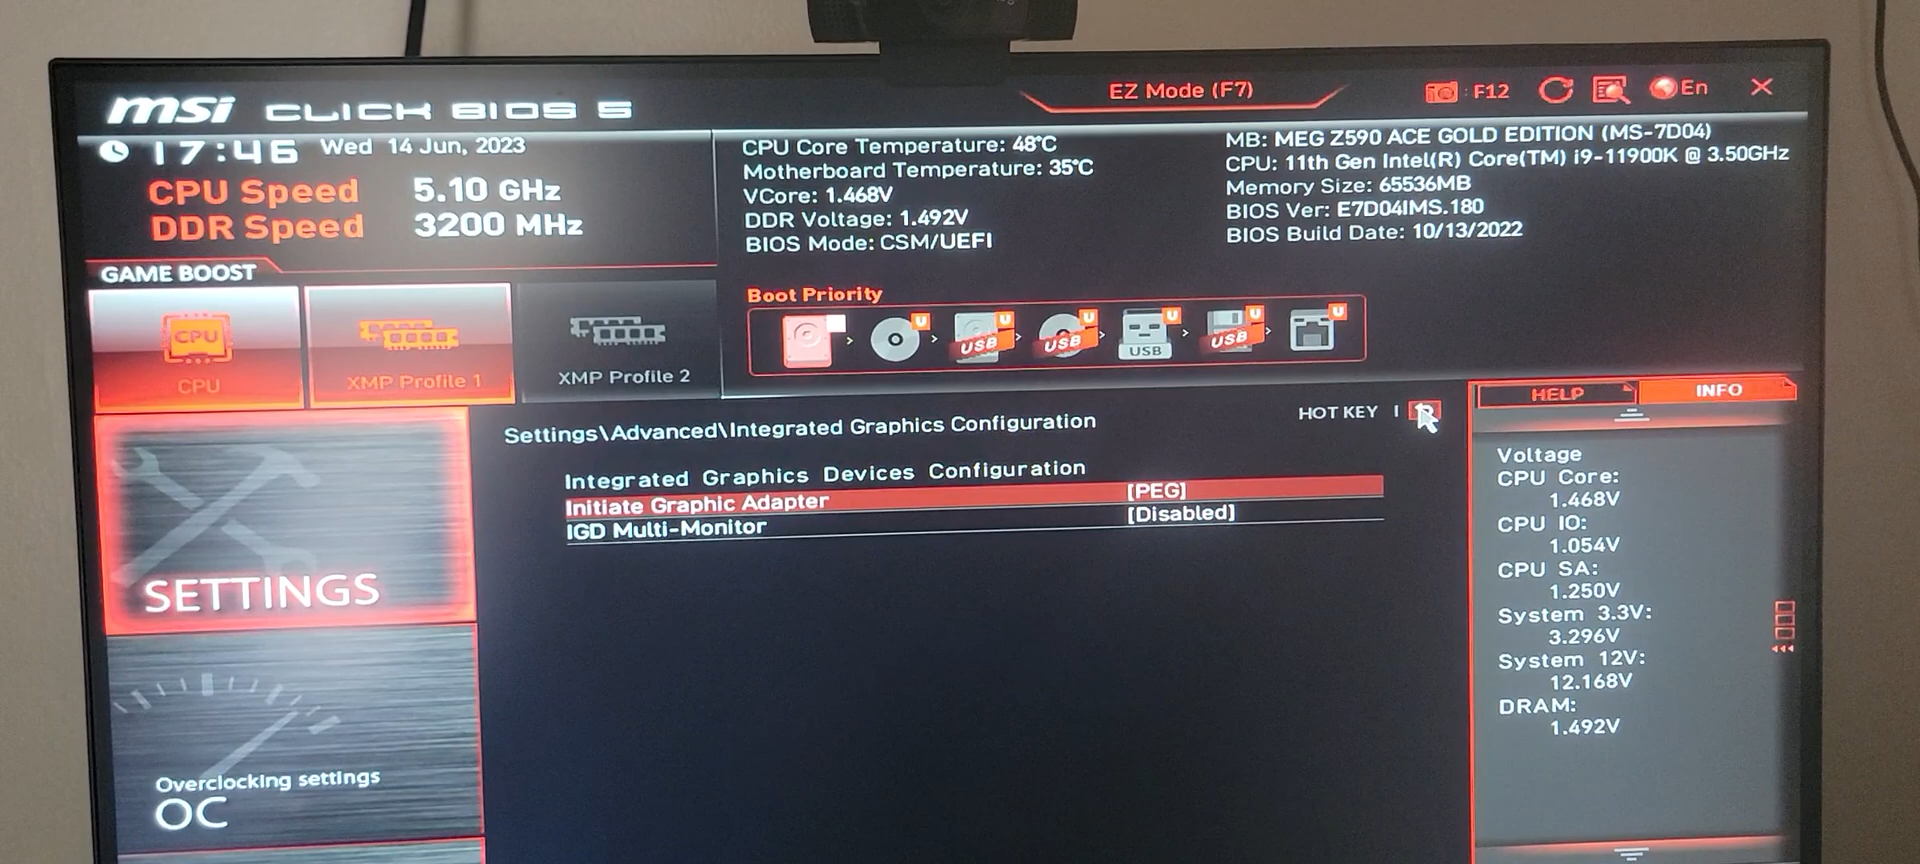 msi CLICK BIOS 5
EZ Mode (F7)
: F12
En
17:46 Wed 14 Jun, 2023
CPU Speed 5.10 GHz
DDR Speed 3200 MHz
CPU Core Temperature: 48°C
Motherboard Temperature: 35°C
VCore: 1.468V
DDR Voltage: 1.492V
BIOS Mode: CSM/UEFI
MB: MEG Z590 ACE GOLD EDITION (MS-7D04)
CPU: 11th Gen Intel(R) Core(TM) i9-11900K @ 3.50GHz
Memory Size: 65536MB
BIOS Ver: E7D04IMS.180
BIOS Build Date: 10/13/2022
GAME BOOST
CPU
CPU
XMP Profile 1
XMP Profile 2
Boot Priority
U U U U U U
USB USB USB USB
HELP
INFO
HOT KEY |
Settings\Advanced\Integrated Graphics Configuration
Integrated Graphics Devices Configuration
Initiate Graphic Adapter [PEG]
IGD Multi-Monitor [Disabled]
SETTINGS
Overclocking settings
OC
Voltage
CPU Core:
1.468V
CPU IO:
1.054V
CPU SA:
1.250V
System 3.3V:
3.296V
System 12V:
12.168V
DRAM:
1.492V